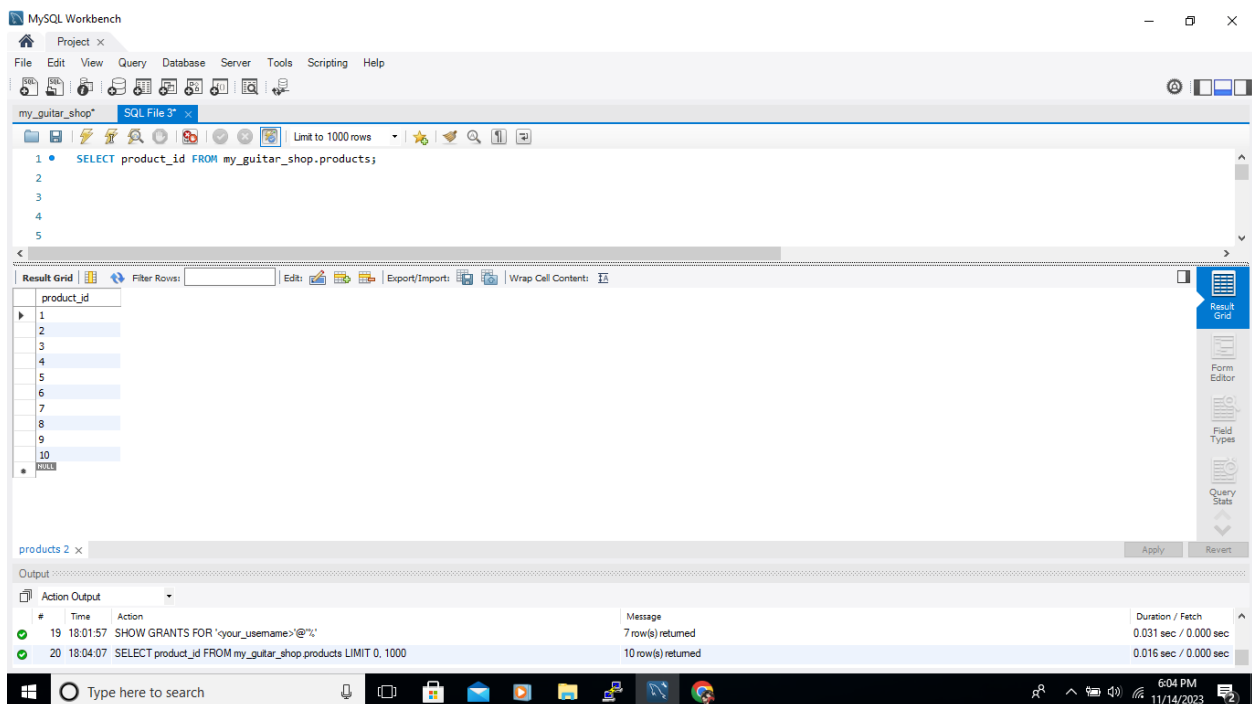 MySQL Workbench
Project
File Edit View Query Database Server Tools Scripting Help
my_guitar_shop* SQL File 3*
Limit to 1000 rows
1 SELECT product_id FROM my_guitar_shop.products;
2
3
4
5
Result Grid Filter Rows: Edit: Export/Import: Wrap Cell Content:
product_id
1
2
3
4
5
6
7
8
9
10
NULL
Result Grid
Form Editor
Field Types
Query Stats
products 2 Apply Revert
Output
Action Output
# Time Action Message Duration / Fetch
19 18:01:57 SHOW GRANTS FOR '<your_username>'@'%' 7 row(s) returned 0.031 sec / 0.000 sec
20 18:04:07 SELECT product_id FROM my_guitar_shop.products LIMIT 0, 1000 10 row(s) returned 0.016 sec / 0.000 sec
Type here to search
6:04 PM
11/14/2023
2